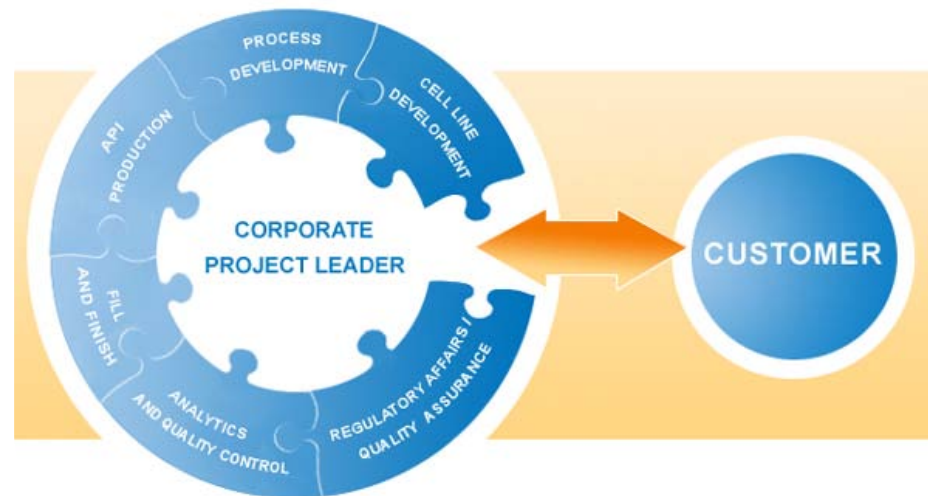 PROCESS
DEVELOPMENT
CELL LINE
DEVELOPMENT
API
PRODUCTION
CORPORATE
PROJECT LEADER
CUSTOMER
FILL
AND FINISH
ANALYTICS
AND QUALITY CONTROL
REGULATORY AFFAIRS I
QUALITY ASSURANCE